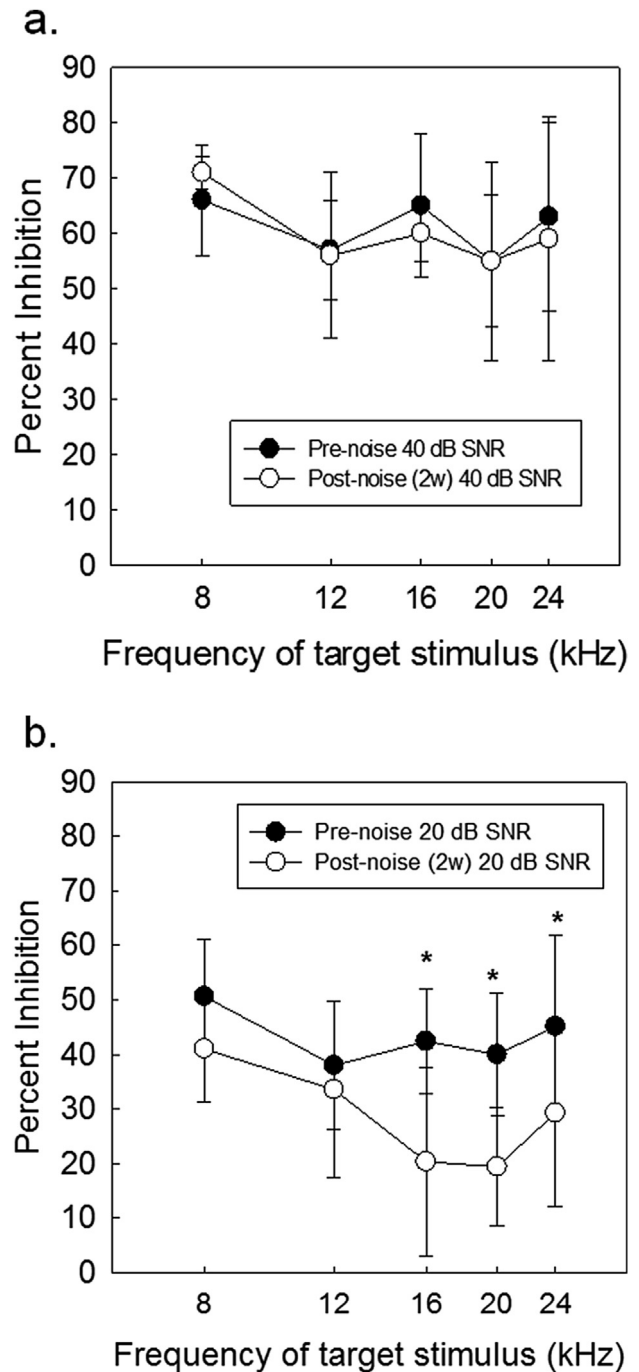 a.
90
80
70
60
50
40
30
20
10
0
Percent Inhibition
Pre-noise 40 dB SNR
Post-noise (2w) 40 dB SNR
8 12 16 20 24
Frequency of target stimulus (kHz)
b.
90
80
70
60
50
40
30
20
10
0
Percent Inhibition
Pre-noise 20 dB SNR
Post-noise (2w) 20 dB SNR
* * *
8 12 16 20 24
Frequency of target stimulus (kHz)